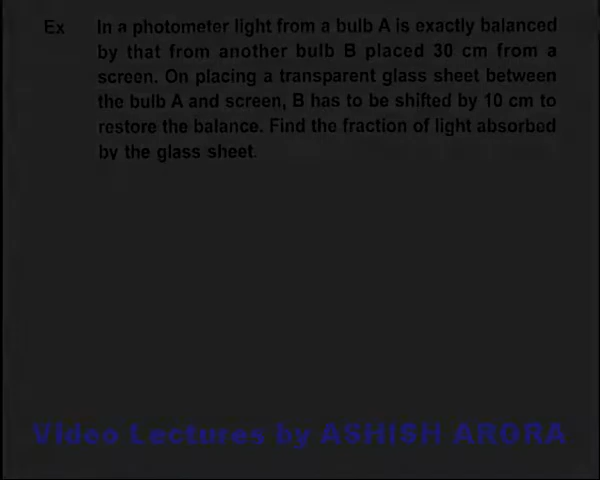 Ex In a photometer light from a bulb A is exactly balanced
by that from another bulb B placed 30 cm from a
screen. On placing a transparent glass sheet between
the bulb A and screen, B has to be shifted by 10 cm to
restore the balance. Find the fraction of light absorbed
by the glass sheet.
Video Lectures by ASHISH ARORA